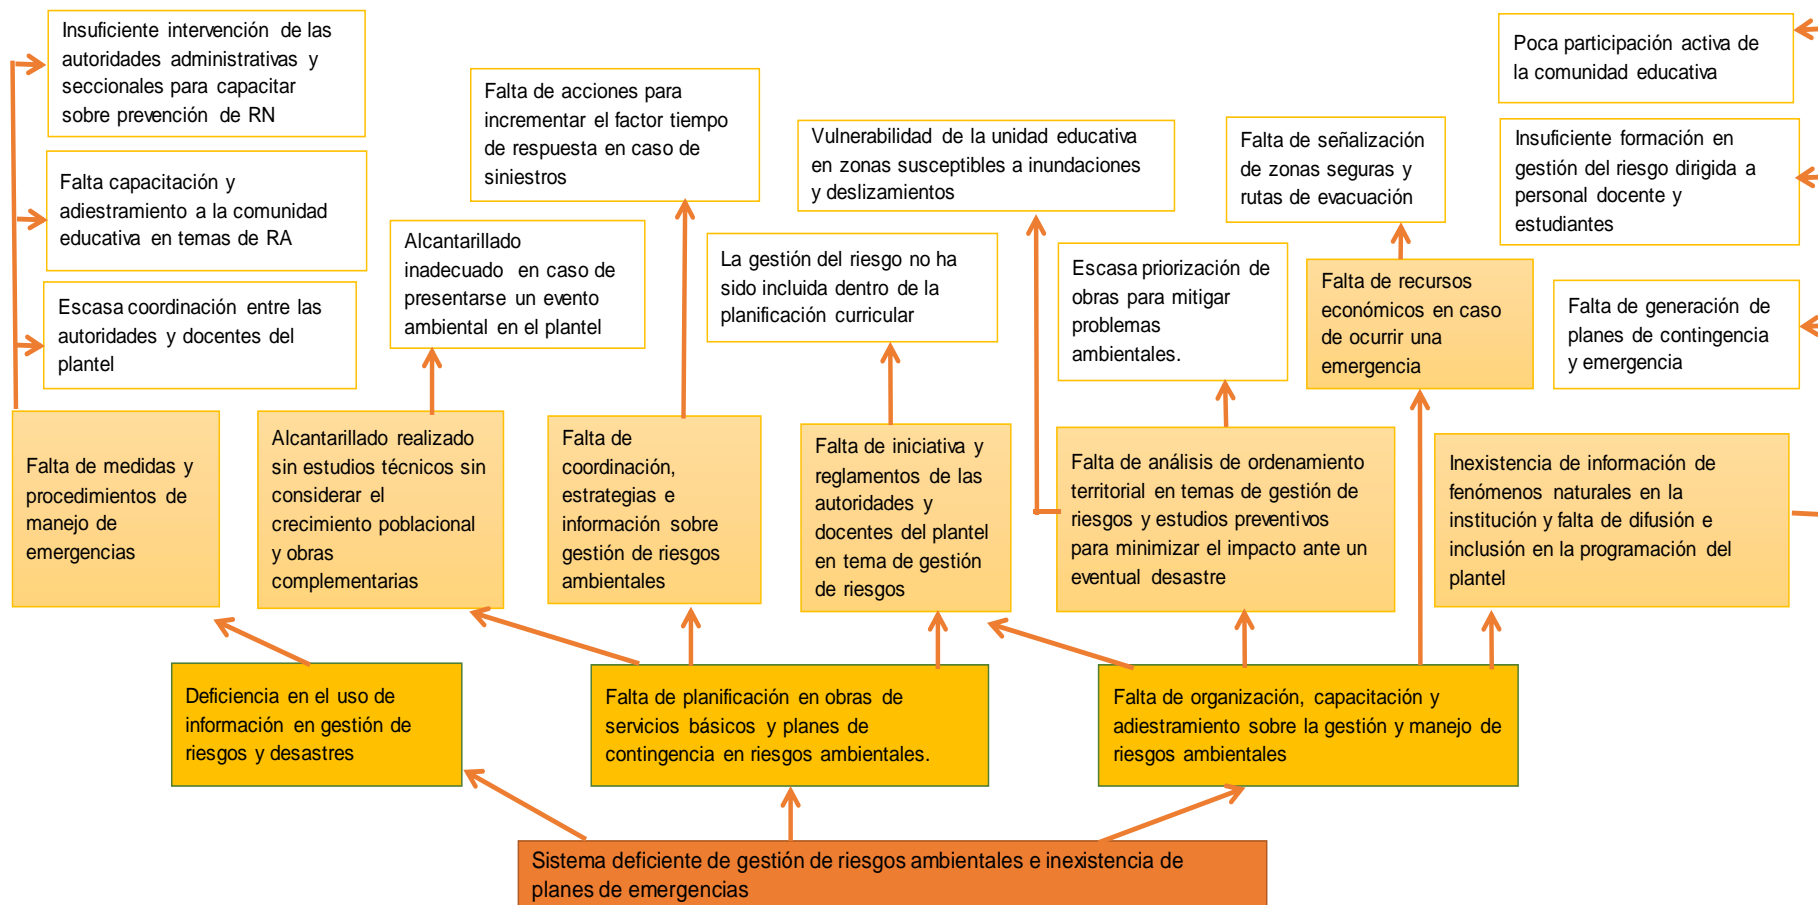 Insuficiente intervención de las
autoridades administrativas y
seccionales para capacitar
sobre prevención de RN
Falta capacitación y
adiestramiento a la comunidad
educativa en temas de RA
Escasa coordinación entre las
autoridades y docentes del
plantel
Falta de acciones para
incrementar el factor tiempo
de respuesta en caso de
siniestros
Alcantarillado
inadecuado en caso de
presentarse un evento
ambiental en el plantel
Vulnerabilidad de la unidad educativa
en zonas susceptibles a inundaciones
y deslizamientos
La gestión del riesgo no ha
sido incluida dentro de la
planificación curricular
Falta de señalización
de zonas seguras y
rutas de evacuación
Escasa priorización de
obras para mitigar
problemas
ambientales.
Falta de recursos
económicos en caso
de ocurrir una
emergencia
Poca participación activa de
la comunidad educativa
Insuficiente formación en
gestión del riesgo dirigida a
personal docente y
estudiantes
Falta de generación de
planes de contingencia
y emergencia
Falta de medidas y
procedimientos de
manejo de
emergencias
Alcantarillado realizado
sin estudios técnicos sin
considerar el
crecimiento poblacional
y obras
complementarias
Falta de
coordinación,
estrategias e
información sobre
gestión de riesgos
ambientales
Falta de iniciativa y
reglamentos de las
autoridades y
docentes del plantel
en tema de gestión
de riesgos
Falta de análisis de ordenamiento
territorial en temas de gestión de
riesgos y estudios preventivos
para minimizar el impacto ante un
eventual desastre
Inexistencia de información de
fenómenos naturales en la
institución y falta de difusión e
inclusión en la programación del
plantel
Deficiencia en el uso de
información en gestión de
riesgos y desastres
Falta de planificación en obras de
servicios básicos y planes de
contingencia en riesgos ambientales.
Falta de organización, capacitación y
adiestramiento sobre la gestión y manejo de
riesgos ambientales
Sistema deficiente de gestión de riesgos ambientales e inexistencia de
planes de emergencias